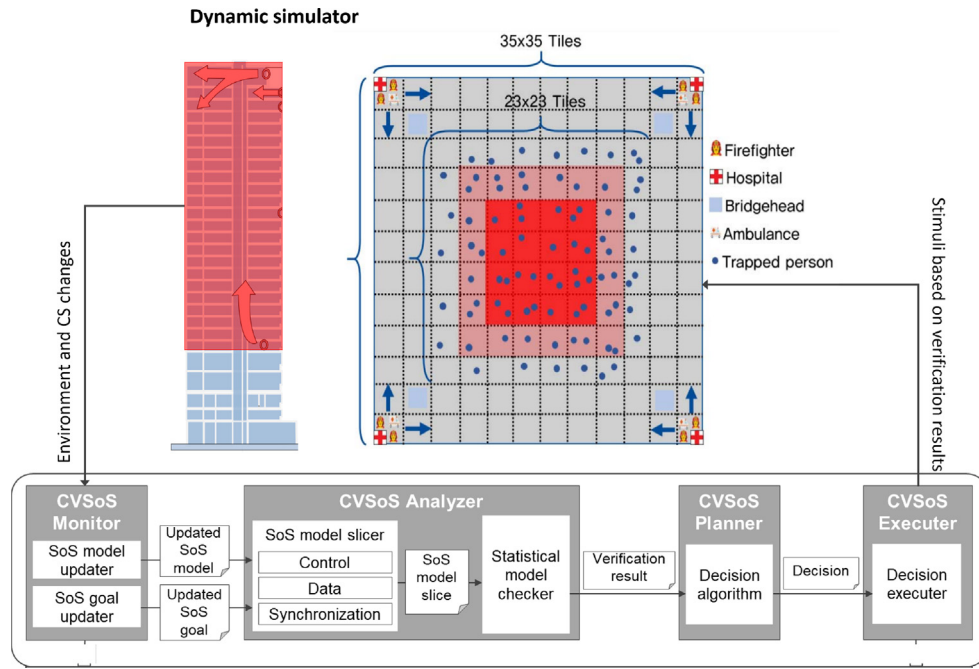 Dynamic simulator
35x35 Tiles
23x23 Tiles
Firefighter
Hospital
Bridgehead
Ambulance
Trapped person
Environment and CS changes
Stimuli based on verification results
CVSoS
Monitor
SoS model
updater
SoS goal
updater
Updated
SoS
model
Updated
SoS
goal
CVSoS Analyzer
SoS model slicer
Control
Data
Synchronization
SoS
model
slice
Statistical
model
checker
Verification
result
CVSoS
Planner
Decision
algorithm
Decision
CVSoS
Executer
Decision
executer